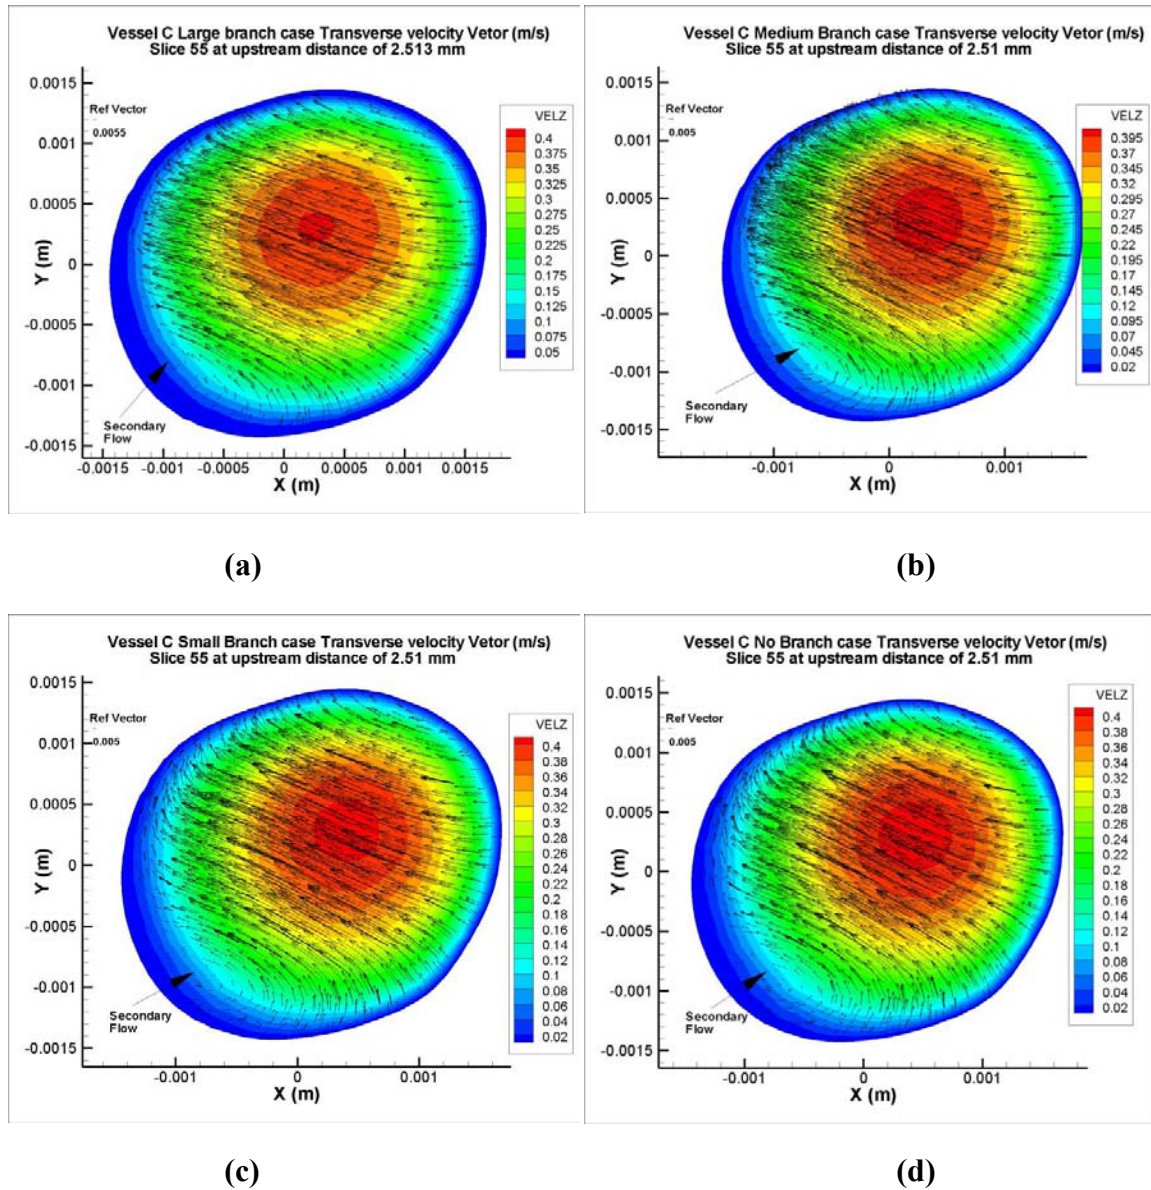 Vessel C Large branch case Transverse velocity Vetor (m/s)
Slice 55 at upstream distance of 2.513 mm
Ref Vector
0.0055
0.0015
0.001
0.0005
0
-0.0005
-0.001
-0.0015
Y (m)
-0.0015 -0.001 -0.0005 0 0.0005 0.001 0.0015
X (m)
Secondary
Flow
VELZ
0.4
0.375
0.35
0.325
0.3
0.275
0.25
0.225
0.2
0.175
0.15
0.125
0.1
0.075
0.05
(a)
Vessel C Medium Branch case Transverse velocity Vetor (m/s)
Slice 55 at upstream distance of 2.51 mm
Ref Vector
0.005
0.0015
0.001
0.0005
0
-0.0005
-0.001
-0.0015
Y (m)
-0.001 0 0.001
X (m)
Secondary
Flow
VELZ
0.395
0.37
0.345
0.32
0.295
0.27
0.245
0.22
0.195
0.17
0.145
0.12
0.095
0.07
0.045
0.02
(b)
Vessel C Small Branch case Transverse velocity Vetor (m/s)
Slice 55 at upstream distance of 2.51 mm
Ref Vector
0.005
0.0015
0.001
0.0005
0
-0.0005
-0.001
-0.0015
Y (m)
-0.001 0 0.001
X (m)
Secondary
Flow
VELZ
0.4
0.38
0.36
0.34
0.32
0.3
0.28
0.26
0.24
0.22
0.2
0.18
0.16
0.14
0.12
0.1
0.08
0.06
0.04
0.02
(c)
Vessel C No Branch case Transverse velocity Vetor (m/s)
Slice 55 at upstream distance of 2.51 mm
Ref Vector
0.005
0.0015
0.001
0.0005
0
-0.0005
-0.001
-0.0015
Y (m)
-0.001 0 0.001
X (m)
Secondary
Flow
VELZ
0.4
0.38
0.36
0.34
0.32
0.3
0.28
0.26
0.24
0.22
0.2
0.18
0.16
0.14
0.12
0.1
0.08
0.06
0.04
0.02
(d)